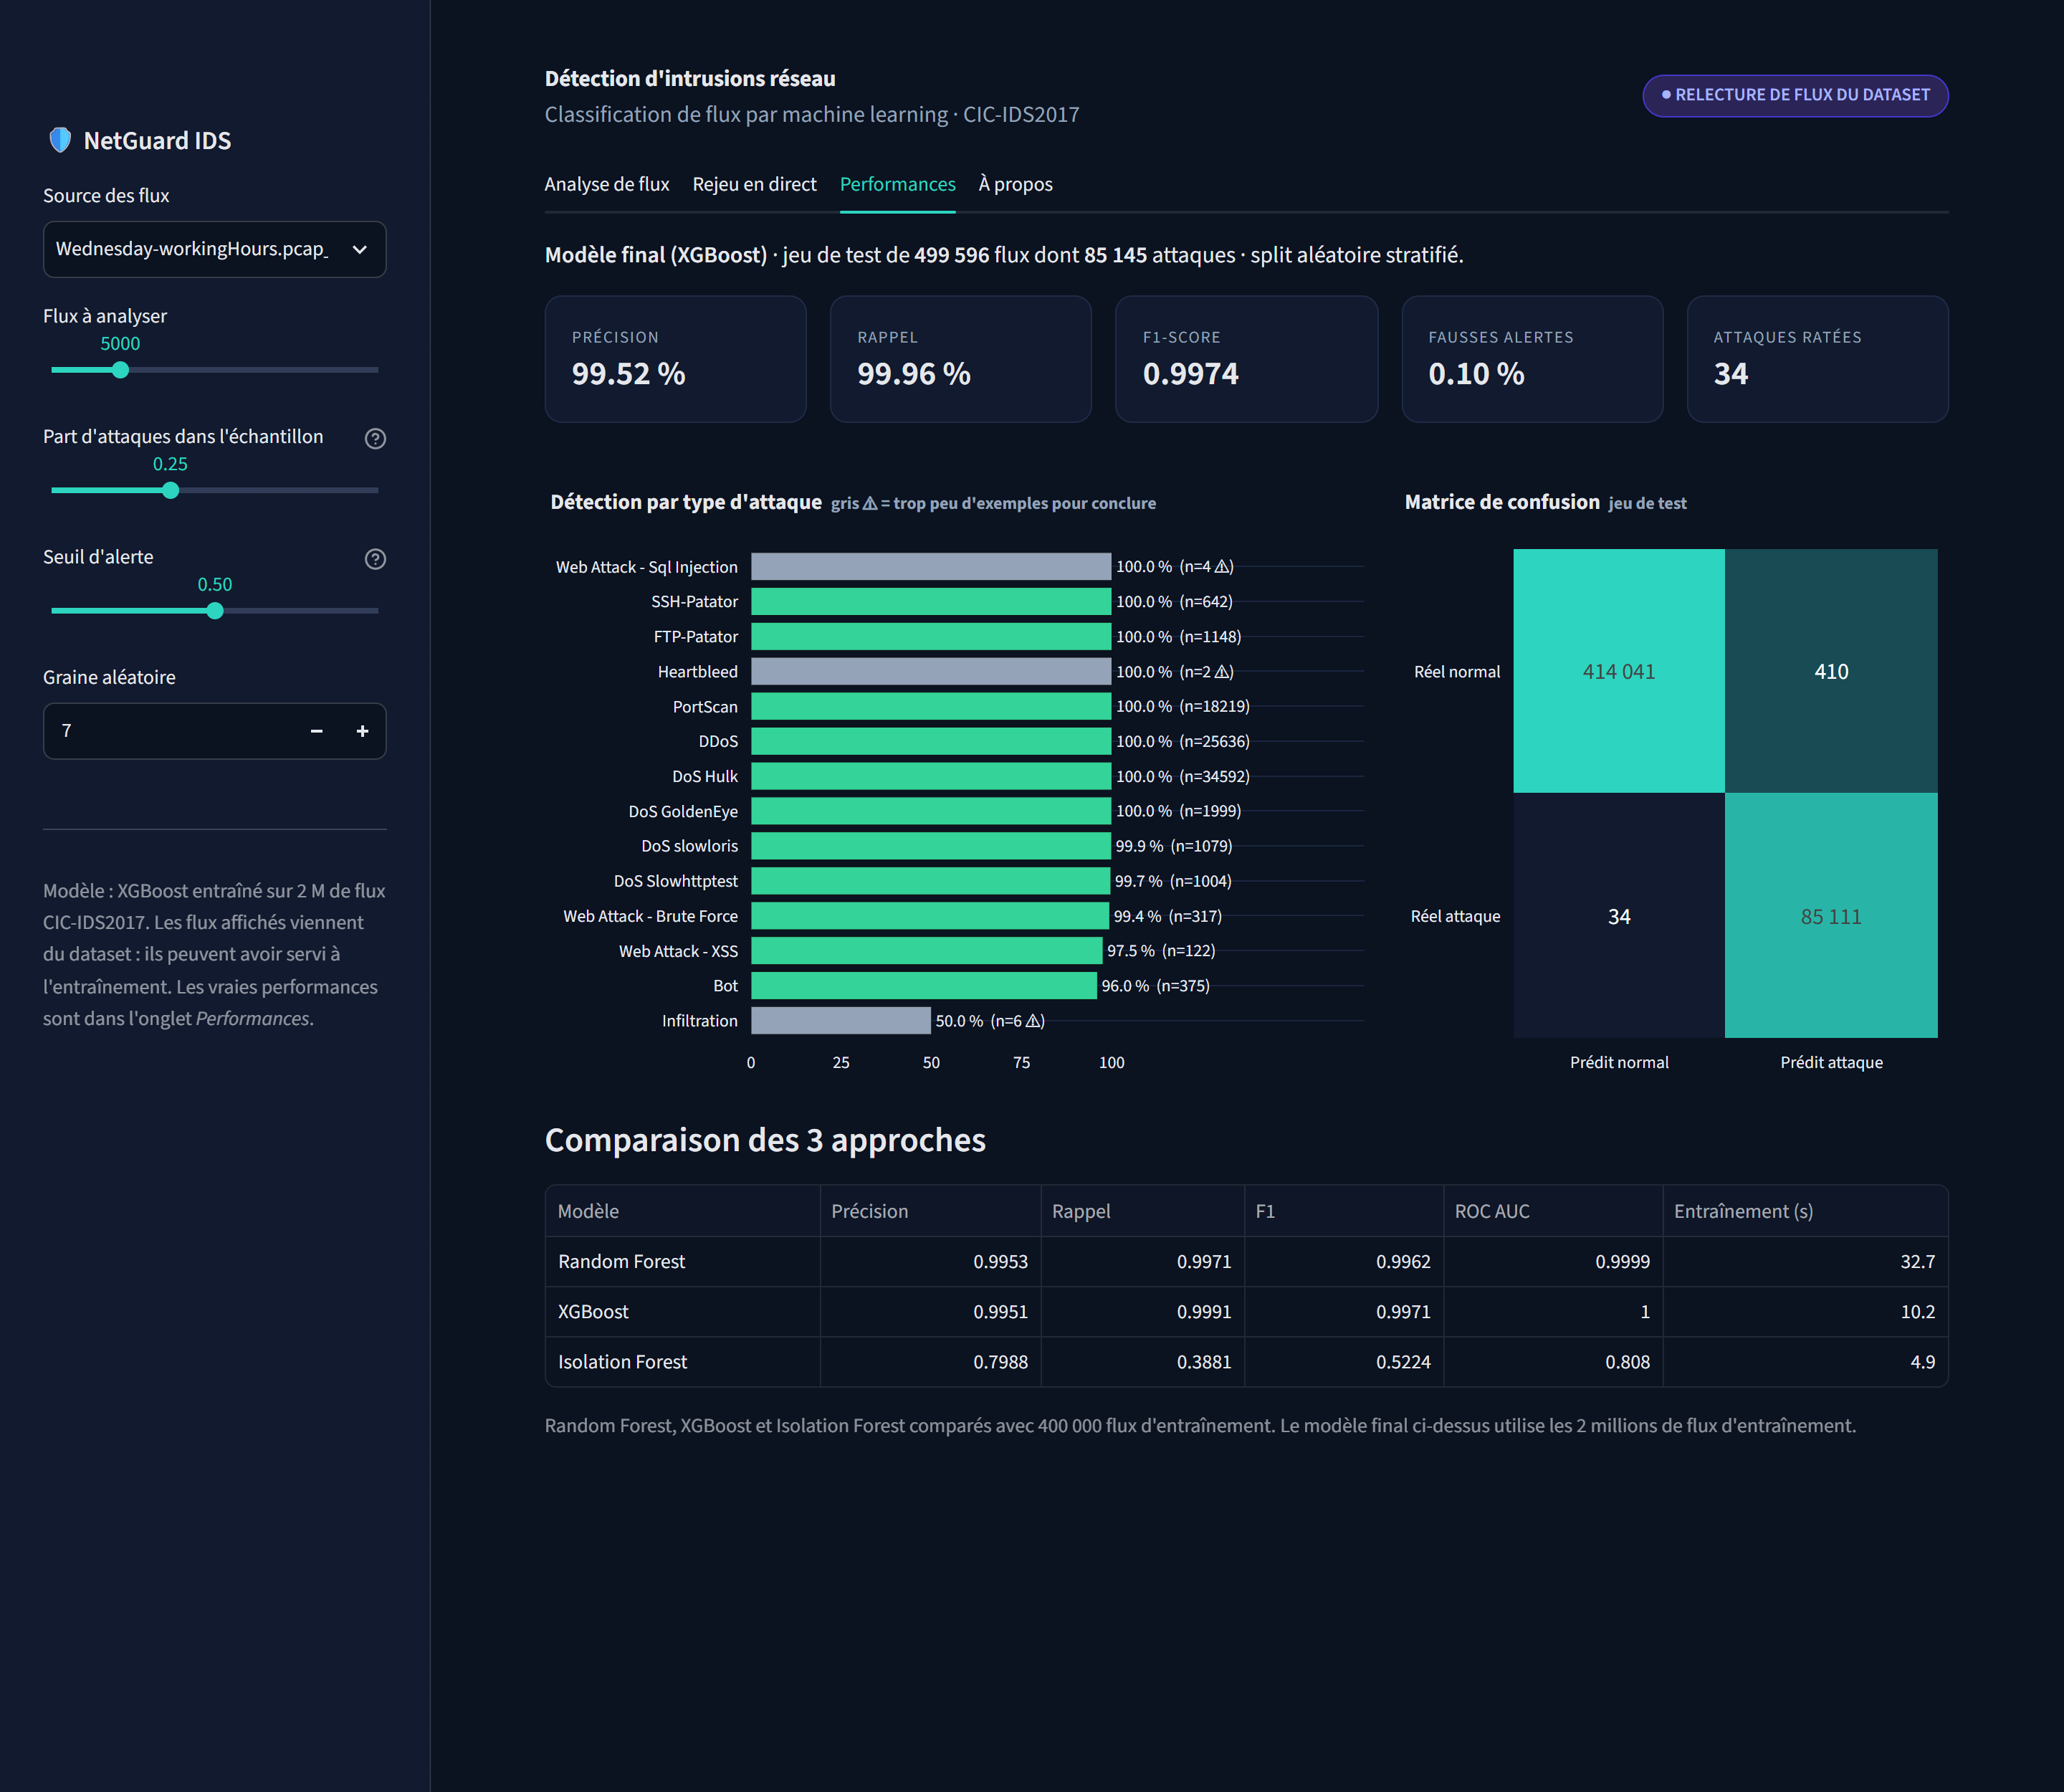 NetGuard IDS
Source des flux
Wednesday-workingHours.pcap_
Flux à analyser
5000
Part d'attaques dans l'échantillon
0.25
Seuil d'alerte
0.50
Graine aléatoire
7
Modèle : XGBoost entraîné sur 2 M de flux
CIC-IDS2017. Les flux affichés viennent
du dataset : ils peuvent avoir servi à
l'entraînement. Les vraies performances
sont dans l'onglet Performances.
Détection d'intrusions réseau
Classification de flux par machine learning · CIC-IDS2017
RELECTURE DE FLUX DU DATASET
Analyse de flux Rejeu en direct Performances À propos
Modèle final (XGBoost) · jeu de test de 499 596 flux dont 85 145 attaques · split aléatoire stratifié.
PRÉCISION
99.52 %
RAPPEL
99.96 %
F1-SCORE
0.9974
FAUSSES ALERTES
0.10 %
ATTAQUES RATÉES
34
Détection par type d'attaque gris ⚠ = trop peu d'exemples pour conclure
Web Attack - Sql Injection 100.0 % (n=4 ⚠)
SSH-Patator 100.0 % (n=642)
FTP-Patator 100.0 % (n=1148)
Heartbleed 100.0 % (n=2 ⚠)
PortScan 100.0 % (n=18219)
DDoS 100.0 % (n=25636)
DoS Hulk 100.0 % (n=34592)
DoS GoldenEye 100.0 % (n=1999)
DoS slowloris 99.9 % (n=1079)
DoS Slowhttptest 99.7 % (n=1004)
Web Attack - Brute Force 99.4 % (n=317)
Web Attack - XSS 97.5 % (n=122)
Bot 96.0 % (n=375)
Infiltration 50.0 % (n=6 ⚠)
0 25 50 75 100
Matrice de confusion jeu de test
Réel normal 414 041 410
Réel attaque 34 85 111
Prédit normal Prédit attaque
Comparaison des 3 approches
Modèle Précision Rappel F1 ROC AUC Entraînement (s)
Random Forest 0.9953 0.9971 0.9962 0.9999 32.7
XGBoost 0.9951 0.9991 0.9971 1 10.2
Isolation Forest 0.7988 0.3881 0.5224 0.808 4.9
Random Forest, XGBoost et Isolation Forest comparés avec 400 000 flux d'entraînement. Le modèle final ci-dessus utilise les 2 millions de flux d'entraînement.